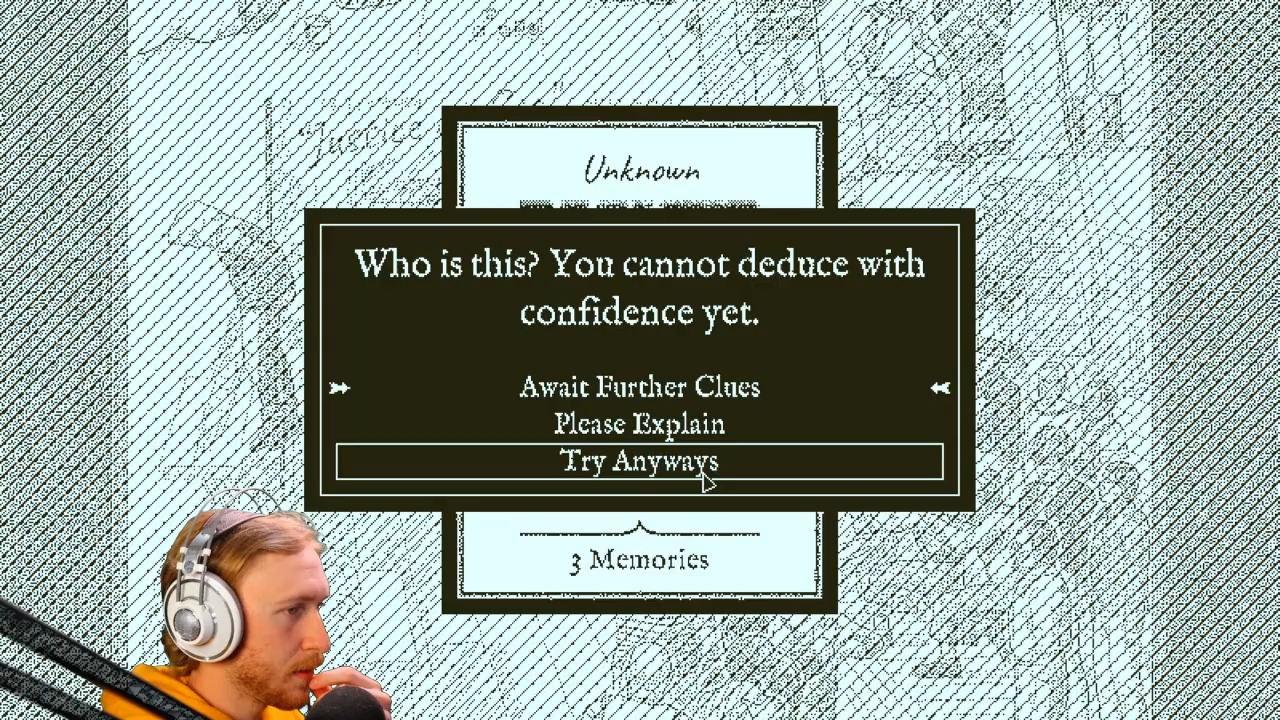 "Justice
Unknown
Who is this? You cannot deduce with
confidence yet.
Await Further Clues
Please Explain
Try Anyways
3 Memories